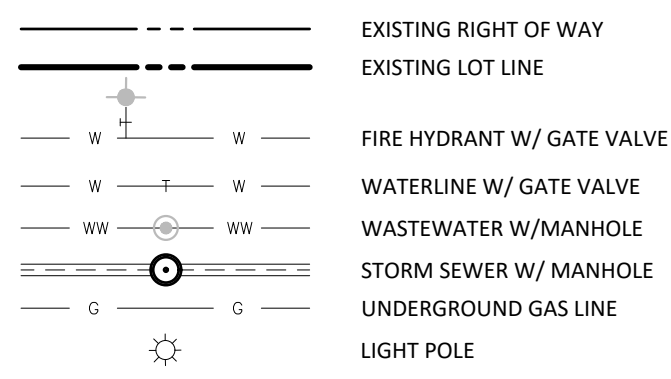 EXISTING RIGHT OF WAY
EXISTING LOT LINE
W W FIRE HYDRANT W/ GATE VALVE
W T W WATERLINE W/ GATE VALVE
WW WW WASTEWATER W/MANHOLE
STORM SEWER W/ MANHOLE
G G UNDERGROUND GAS LINE
LIGHT POLE